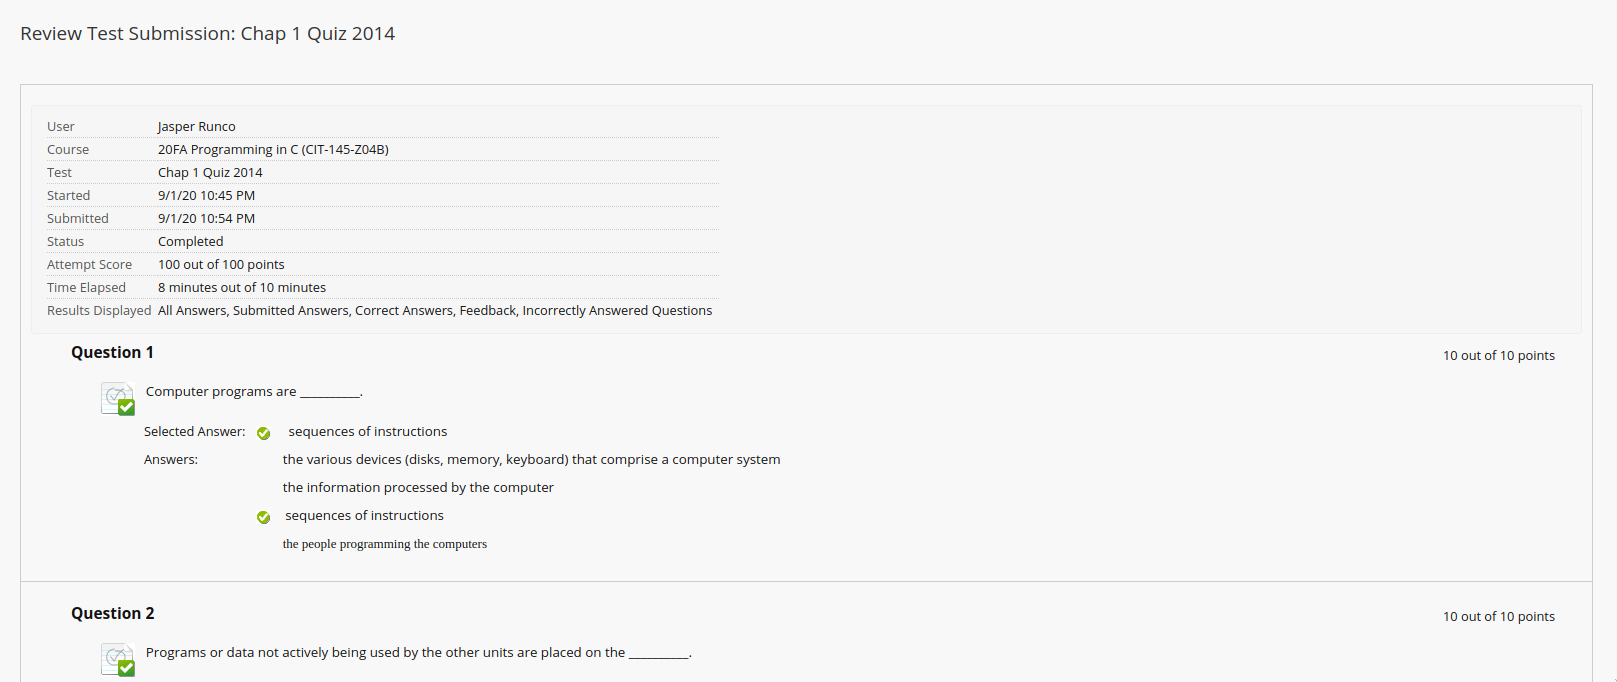 Review Test Submission: Chap 1 Quiz 2014
User Jasper Runco
Course 20FA Programming in C (CIT-145-Z04B)
Test Chap 1 Quiz 2014
Started 9/1/20 10:45 PM
Submitted 9/1/20 10:54 PM
Status Completed
Attempt Score 100 out of 100 points
Time Elapsed 8 minutes out of 10 minutes
Results Displayed All Answers, Submitted Answers, Correct Answers, Feedback, Incorrectly Answered Questions
Question 1 10 out of 10 points
Computer programs are __________.
Selected Answer: sequences of instructions
Answers: the various devices (disks, memory, keyboard) that comprise a computer system
the information processed by the computer
sequences of instructions
the people programming the computers
Question 2 10 out of 10 points
Programs or data not actively being used by the other units are placed on the __________.